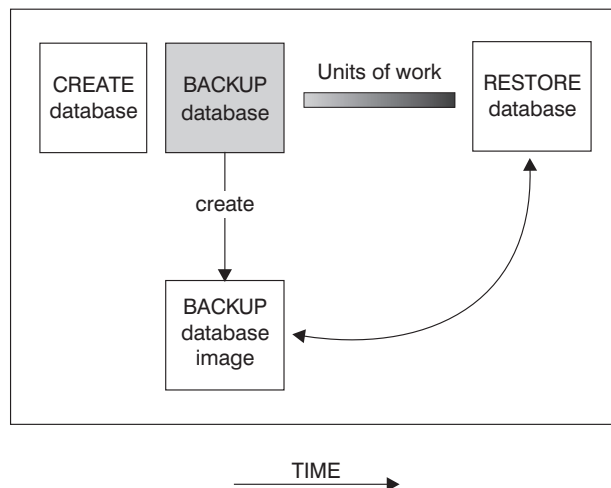 CREATE
database
BACKUP
database
Units of work
RESTORE
database
create
BACKUP
database
image
TIME